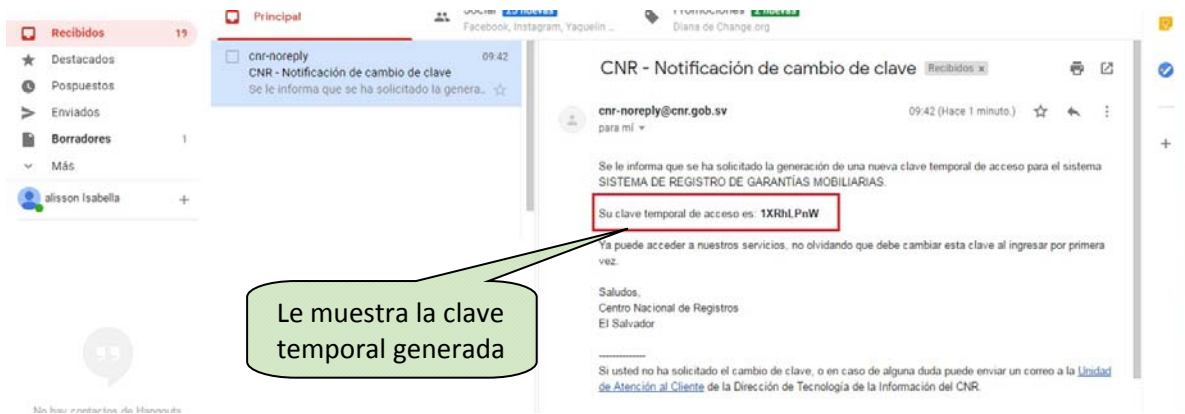 Recibidos 19
Destacados
Pospuestos
Enviados
Borradores 1
Más
alisson Isabella +
No hay contactos de Hangouts
Principal
Social 25 nuevas
Facebook, Instagram, Yaquelin ...
Promociones 2 nuevas
Diana de Change.org
cnr-noreply 09:42
CNR - Notificación de cambio de clave
Se le informa que se ha solicitado la genera..
CNR - Notificación de cambio de clave Recibidos x
cnr-noreply@cnr.gob.sv 09:42 (Hace 1 minuto.)
para mí
Se le informa que se ha solicitado la generación de una nueva clave temporal de acceso para el sistema
SISTEMA DE REGISTRO DE GARANTÍAS MOBILIARIAS.
Su clave temporal de acceso es: 1XRhLPnW
Ya puede acceder a nuestros servicios, no olvidando que debe cambiar esta clave al ingresar por primera
vez.
Le muestra la clave
temporal generada
Saludos,
Centro Nacional de Registros
El Salvador
--------------
Si usted no ha solicitado el cambio de clave, o en caso de alguna duda puede enviar un correo a la Unidad
de Atención al Cliente de la Dirección de Tecnología de la Información del CNR.